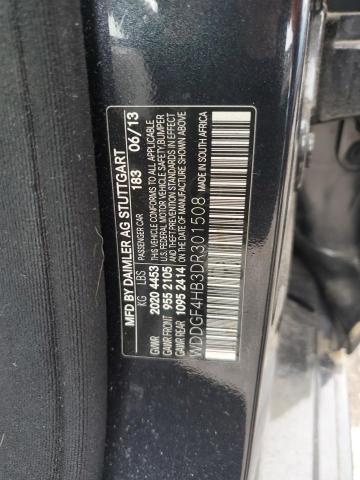 MFD BY DAIMLER AG STUTTGART
PASSENGER CAR 183 06/13
KG LBS
THIS VEHICLE CONFORMS TO ALL APPLICABLE
GVWR 2020 4453 FEDERAL MOTOR VEHICLE SAFETY, BUMPER
GAWR FRONT 955 2105 AND THEFT PREVENTION STANDARDS IN EFFECT
GAWR REAR 1095 2414 ON THE DATE OF MANUFACTURE SHOWN ABOVE
WDDGF4HB3DR301508 MADE IN SOUTH AFRICA